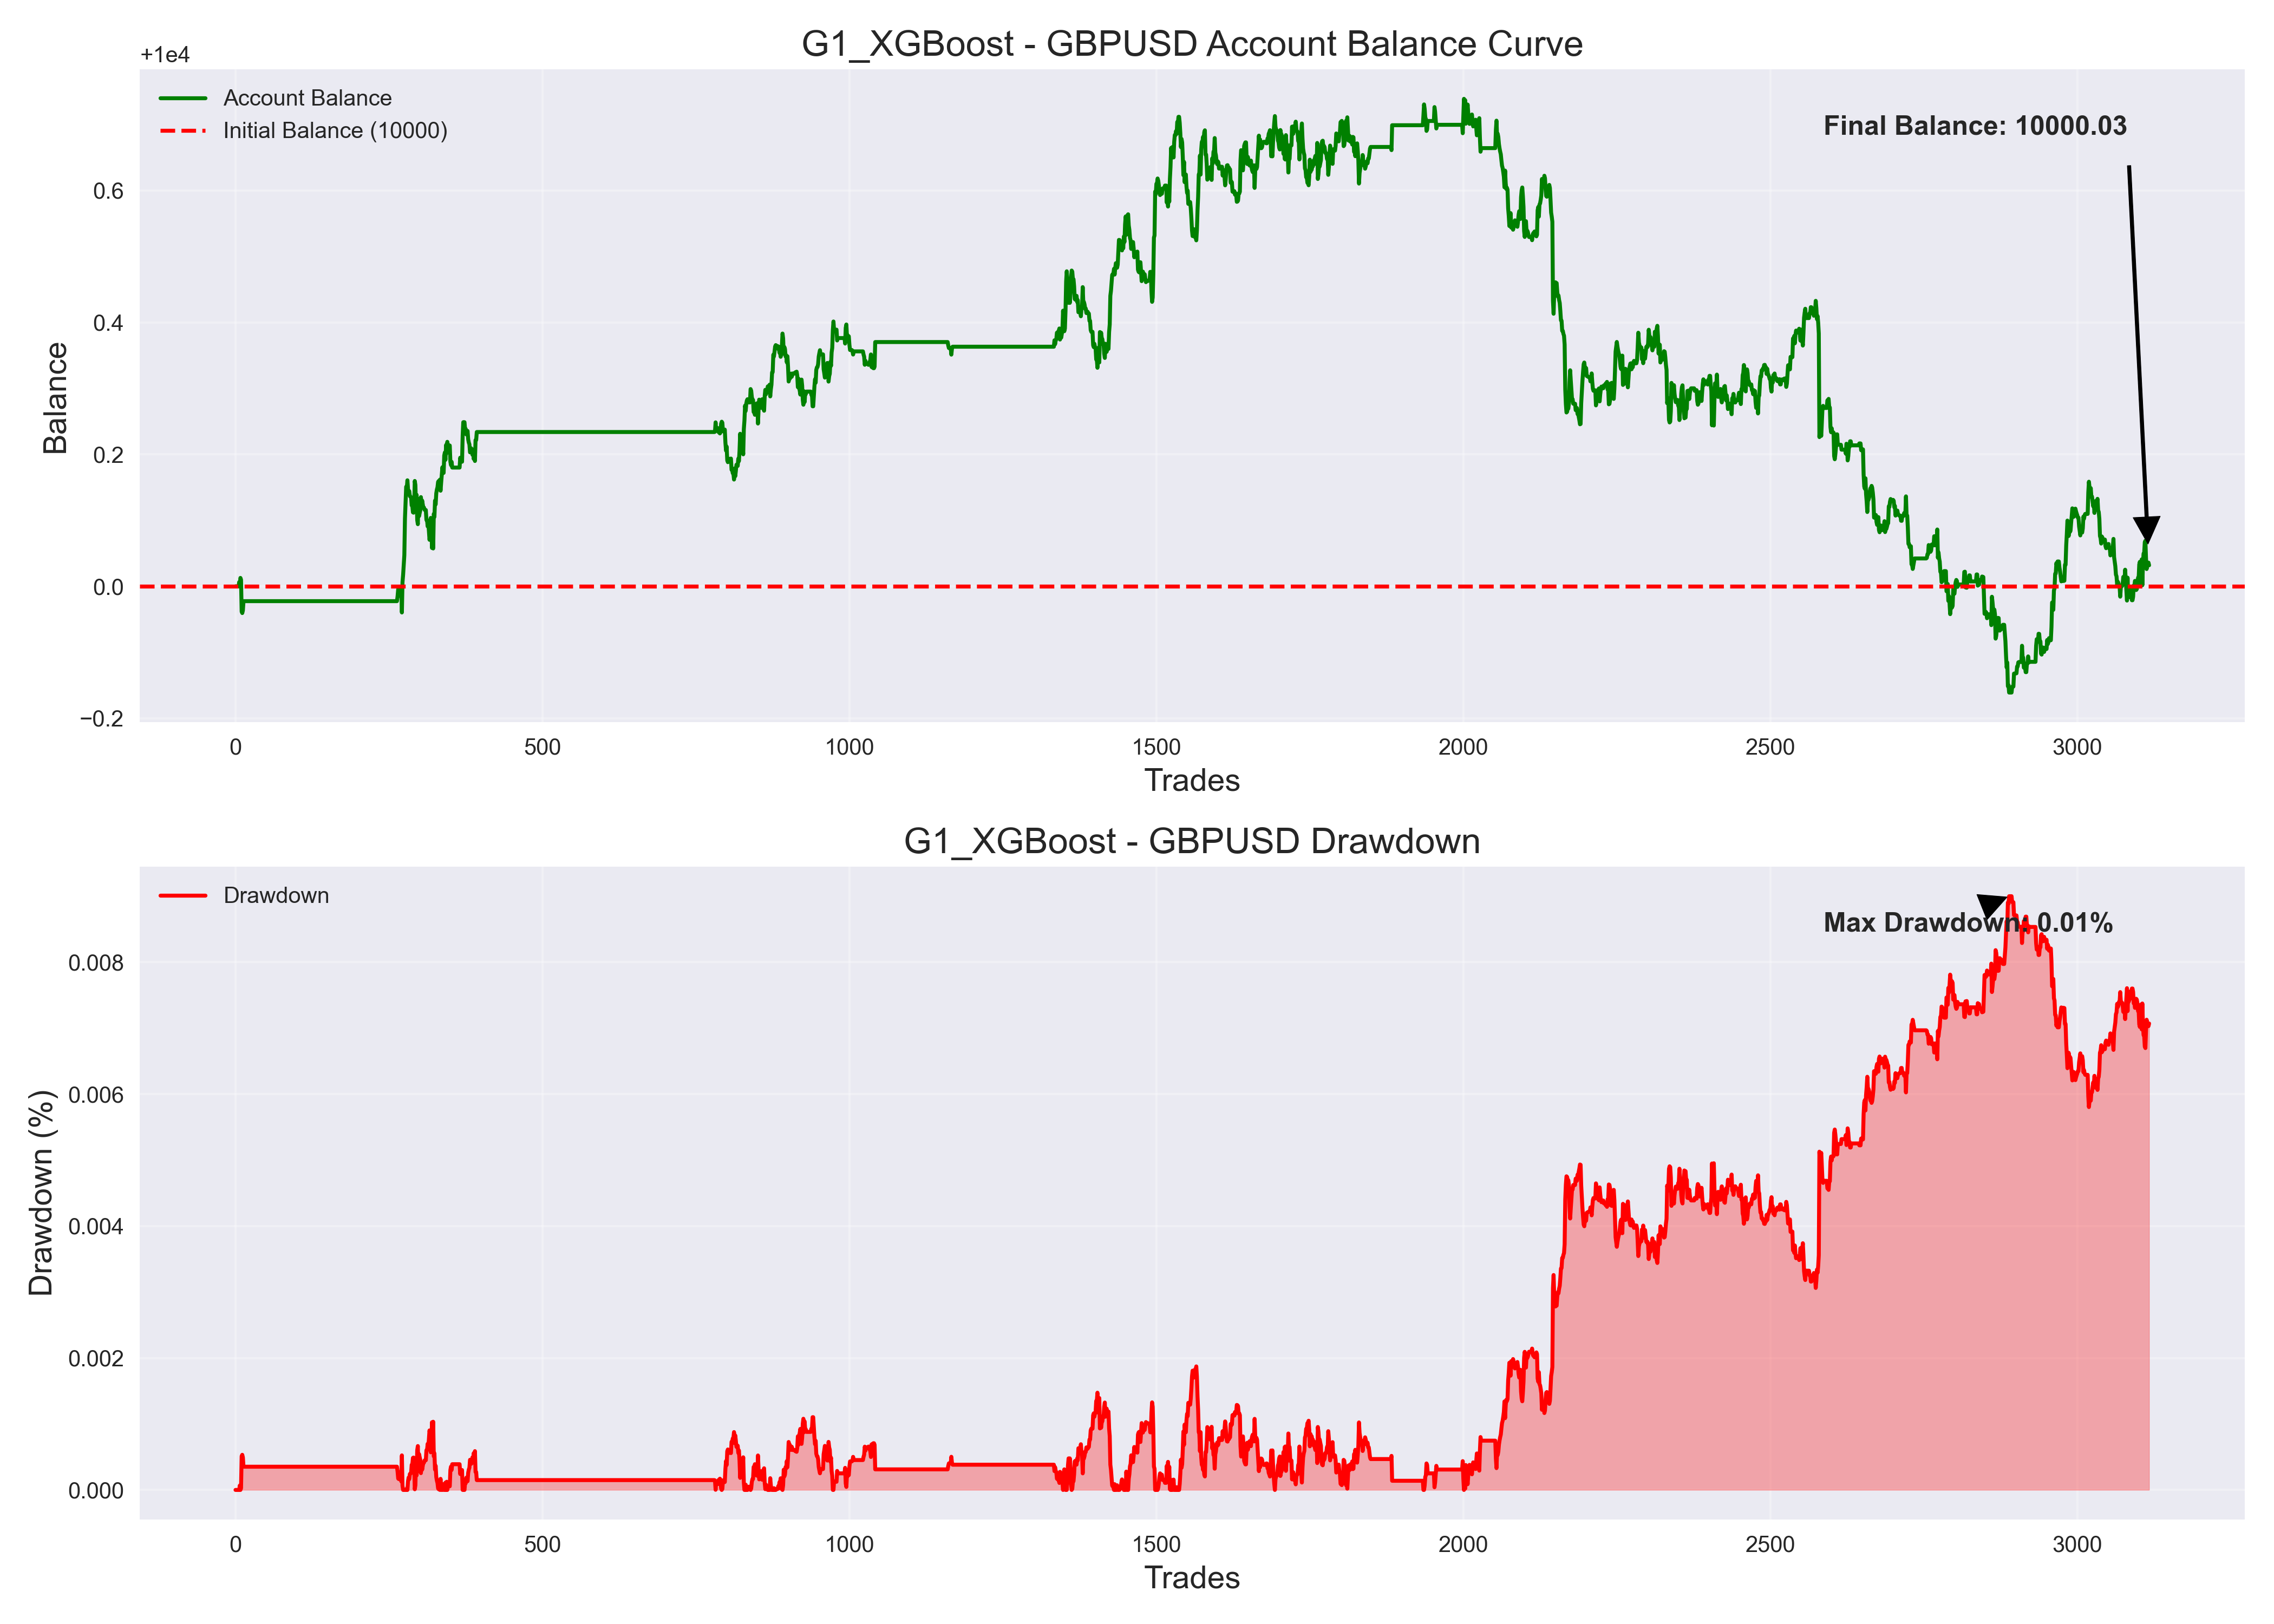 G1_XGBoost - GBPUSD Account Balance Curve
+1e4
Account Balance
Initial Balance (10000)
Final Balance: 10000.03
Balance
0.6
0.4
0.2
0.0
−0.2
0 500 1000 1500 2000 2500 3000
Trades
G1_XGBoost - GBPUSD Drawdown
Drawdown
Max Drawdown: 0.01%
Drawdown (%)
0.008
0.006
0.004
0.002
0.000
0 500 1000 1500 2000 2500 3000
Trades